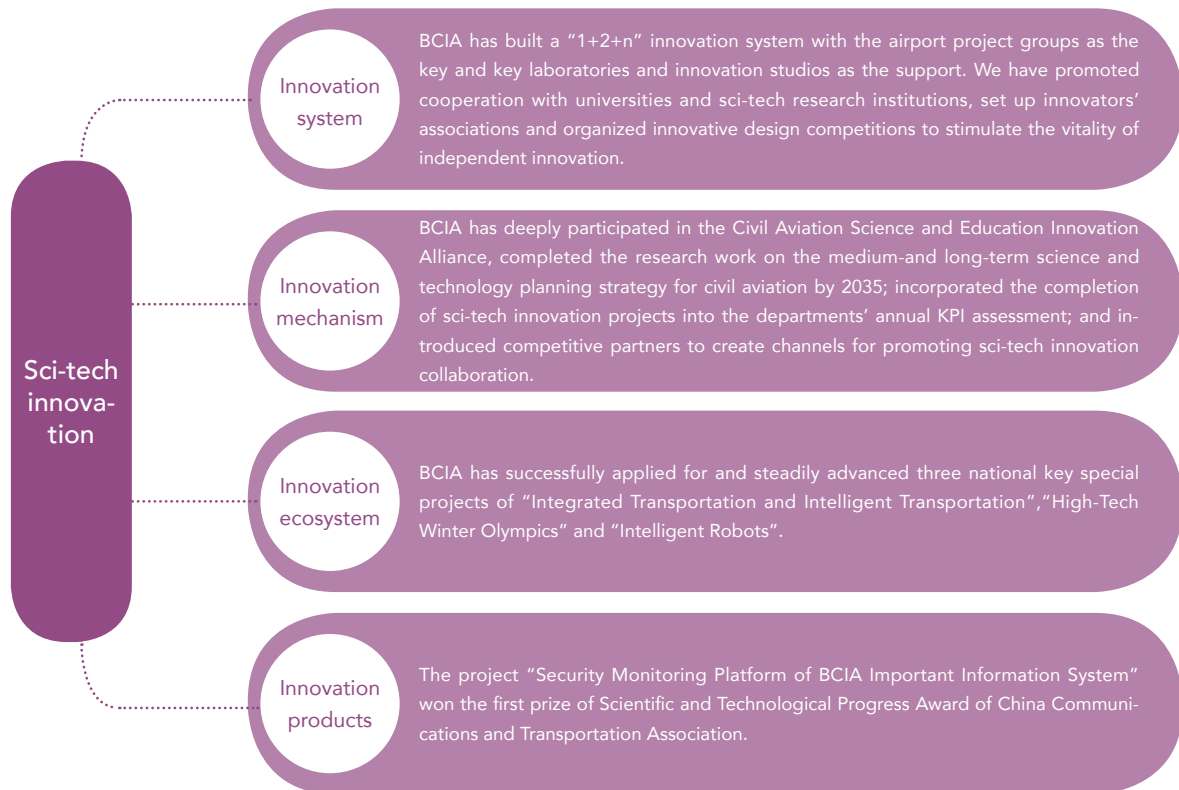 Sci-tech
innova-
tion
Innovation
system
BCIA has built a “1+2+n” innovation system with the airport project groups as the
key and key laboratories and innovation studios as the support. We have promoted
cooperation with universities and sci-tech research institutions, set up innovators’
associations and organized innovative design competitions to stimulate the vitality of
independent innovation.
Innovation
mechanism
BCIA has deeply participated in the Civil Aviation Science and Education Innovation
Alliance, completed the research work on the medium-and long-term science and
technology planning strategy for civil aviation by 2035; incorporated the completion
of sci-tech innovation projects into the departments’ annual KPI assessment; and in-
troduced competitive partners to create channels for promoting sci-tech innovation
collaboration.
Innovation
ecosystem
BCIA has successfully applied for and steadily advanced three national key special
projects of “Integrated Transportation and Intelligent Transportation”,“High-Tech
Winter Olympics” and “Intelligent Robots”.
Innovation
products
The project “Security Monitoring Platform of BCIA Important Information System”
won the first prize of Scientific and Technological Progress Award of China Communi-
cations and Transportation Association.